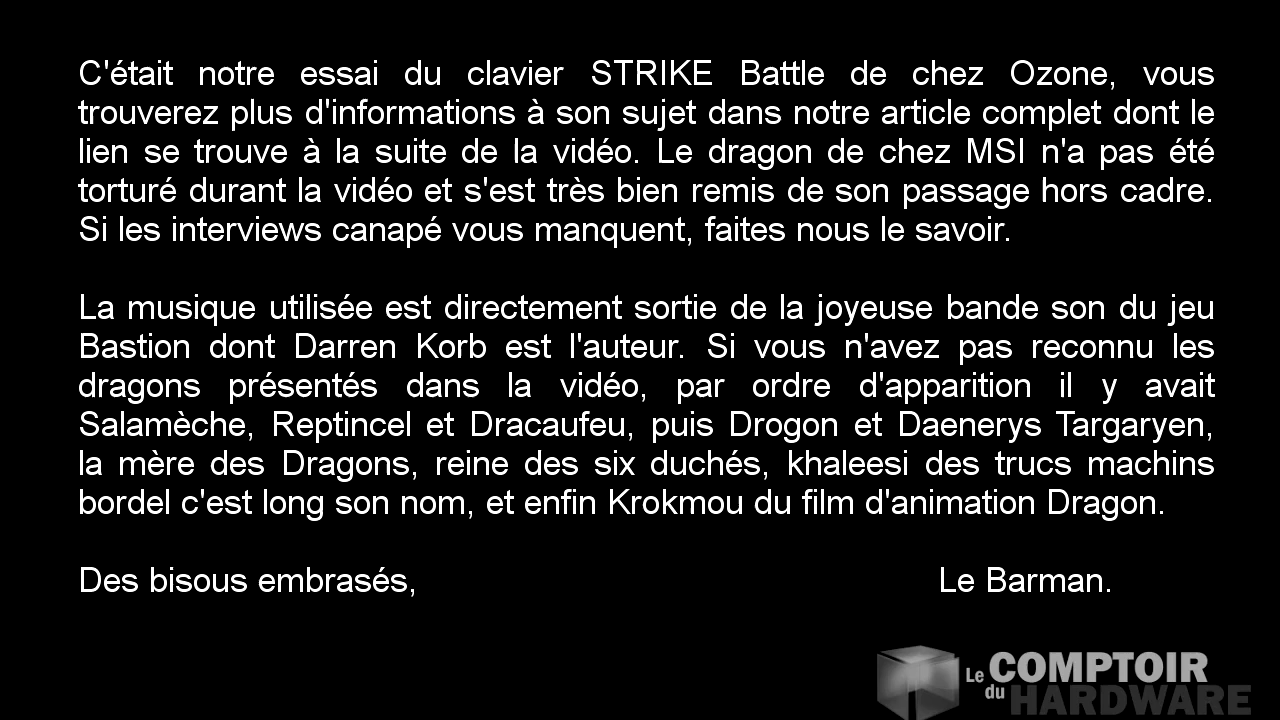 C'était notre essai du clavier STRIKE Battle de chez Ozone, vous
trouverez plus d'informations à son sujet dans notre article complet dont le
lien se trouve à la suite de la vidéo. Le dragon de chez MSI n'a pas été
torturé durant la vidéo et s'est très bien remis de son passage hors cadre.
Si les interviews canapé vous manquent, faites nous le savoir.
La musique utilisée est directement sortie de la joyeuse bande son du jeu
Bastion dont Darren Korb est l'auteur. Si vous n'avez pas reconnu les
dragons présentés dans la vidéo, par ordre d'apparition il y avait
Salamèche, Reptincel et Dracaufeu, puis Drogon et Daenerys Targaryen,
la mère des Dragons, reine des six duchés, khaleesi des trucs machins
bordel c'est long son nom, et enfin Krokmou du film d'animation Dragon.
Des bisous embrasés, Le Barman.
Le COMPTOIR
du HARDWARE